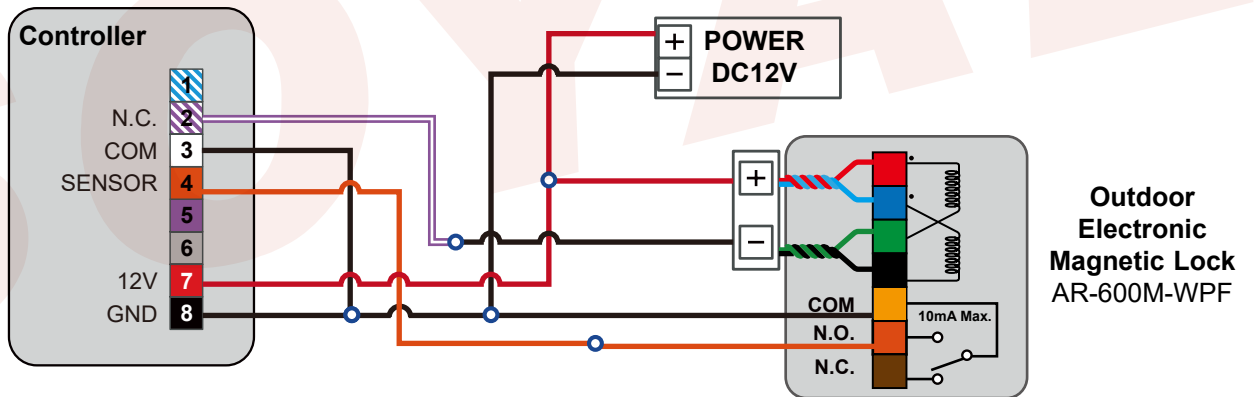 Controller
1
N.C. 2
COM 3
SENSOR 4
5
6
12V 7
GND 8
+ POWER
− DC12V
+
−
COM
N.O.
N.C.
10mA Max.
Outdoor
Electronic
Magnetic Lock
AR-600M-WPF